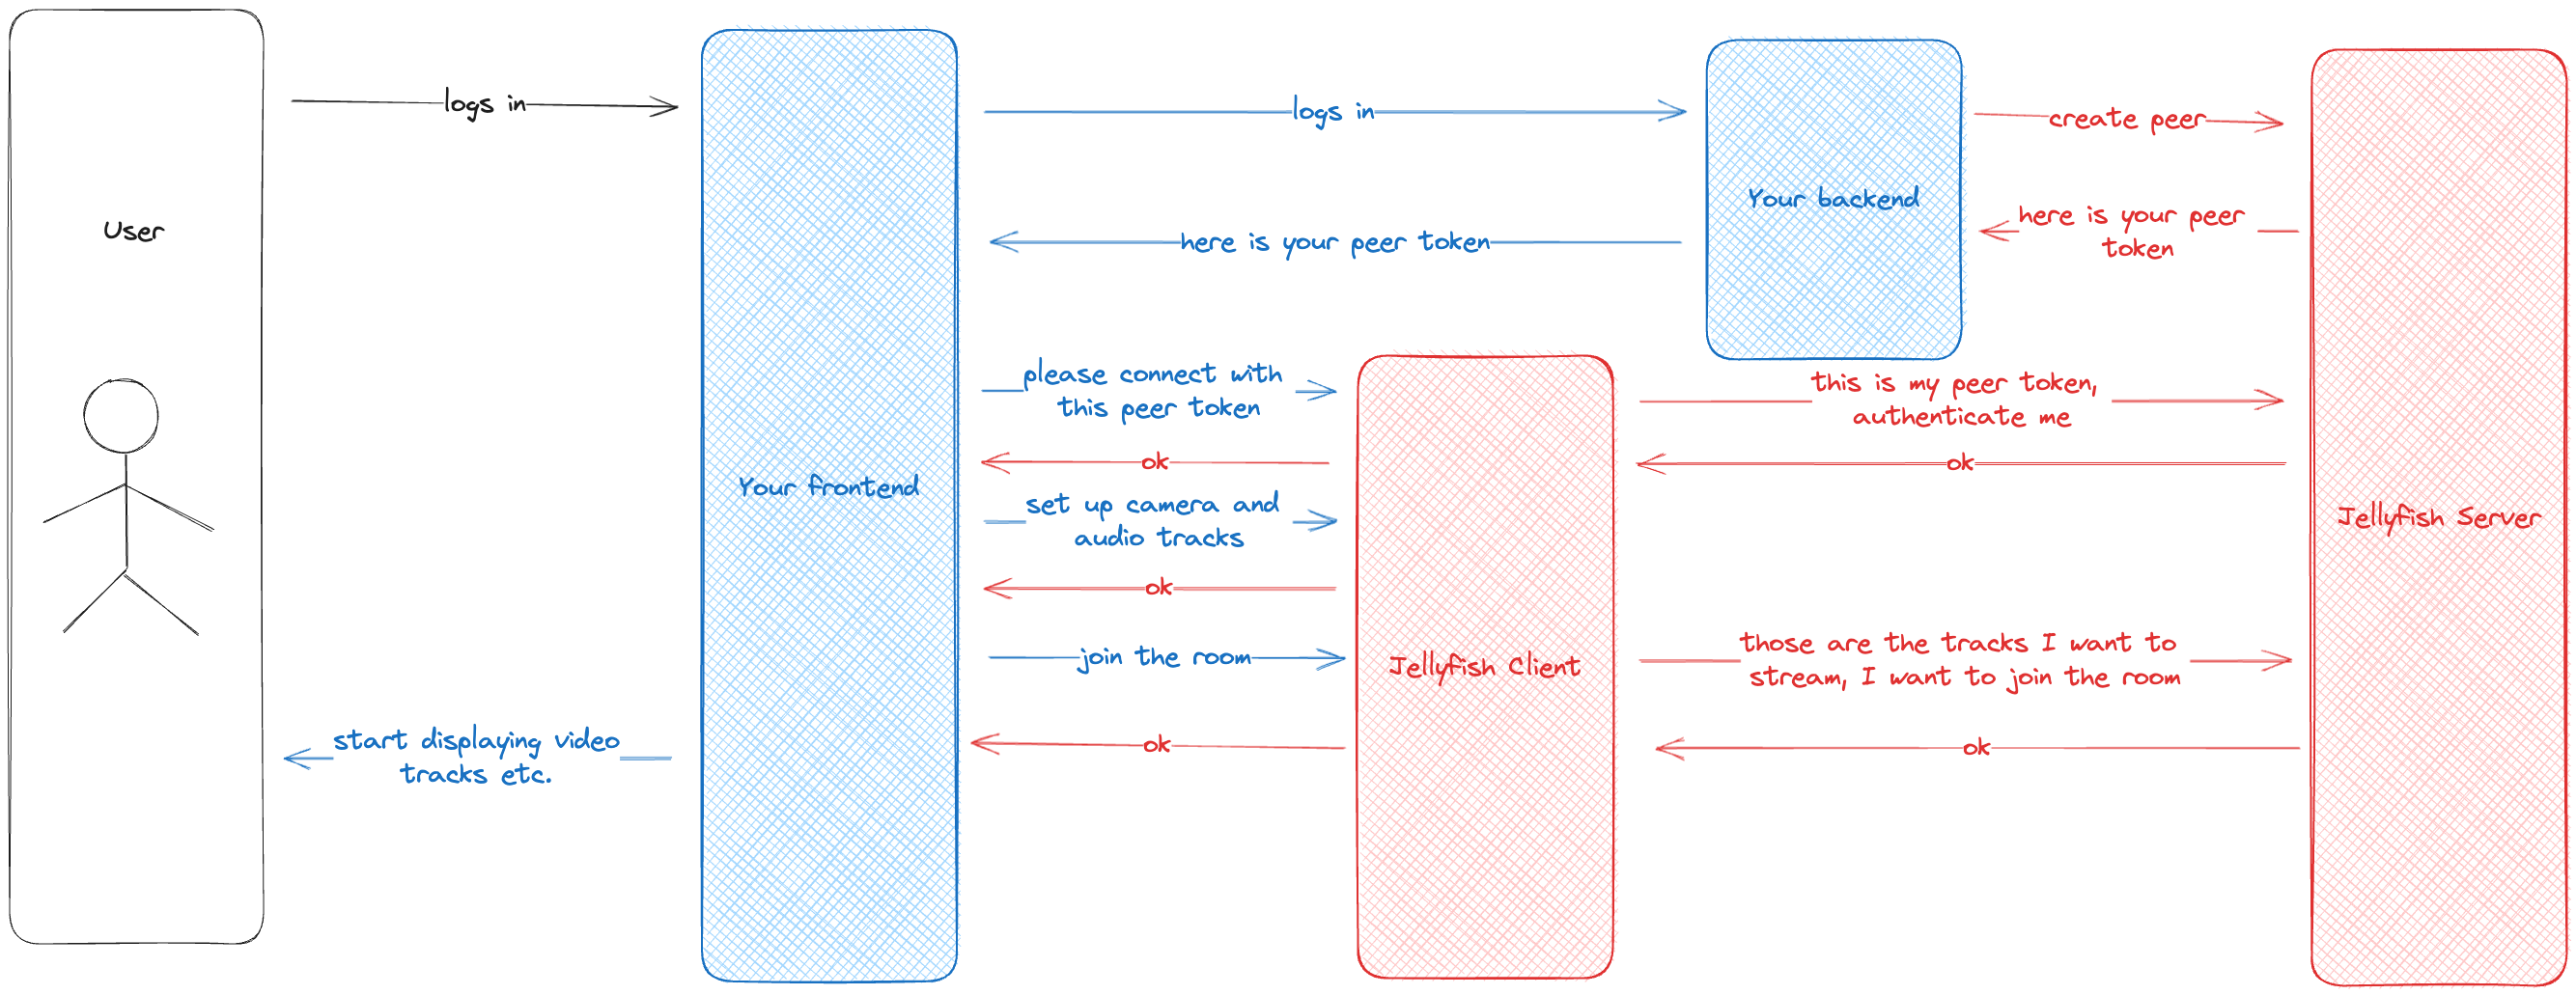 logs in
logs in
create peer
User
Your backend
here is your peer
token
here is your peer token
please connect with
this peer token
this is my peer token,
authenticate me
ok
ok
Your frontend
set up camera and
audio tracks
Jellyfish Server
ok
join the room
Jellyfish Client
those are the tracks I want to
stream, I want to join the room
start displaying video
tracks etc.
ok
ok